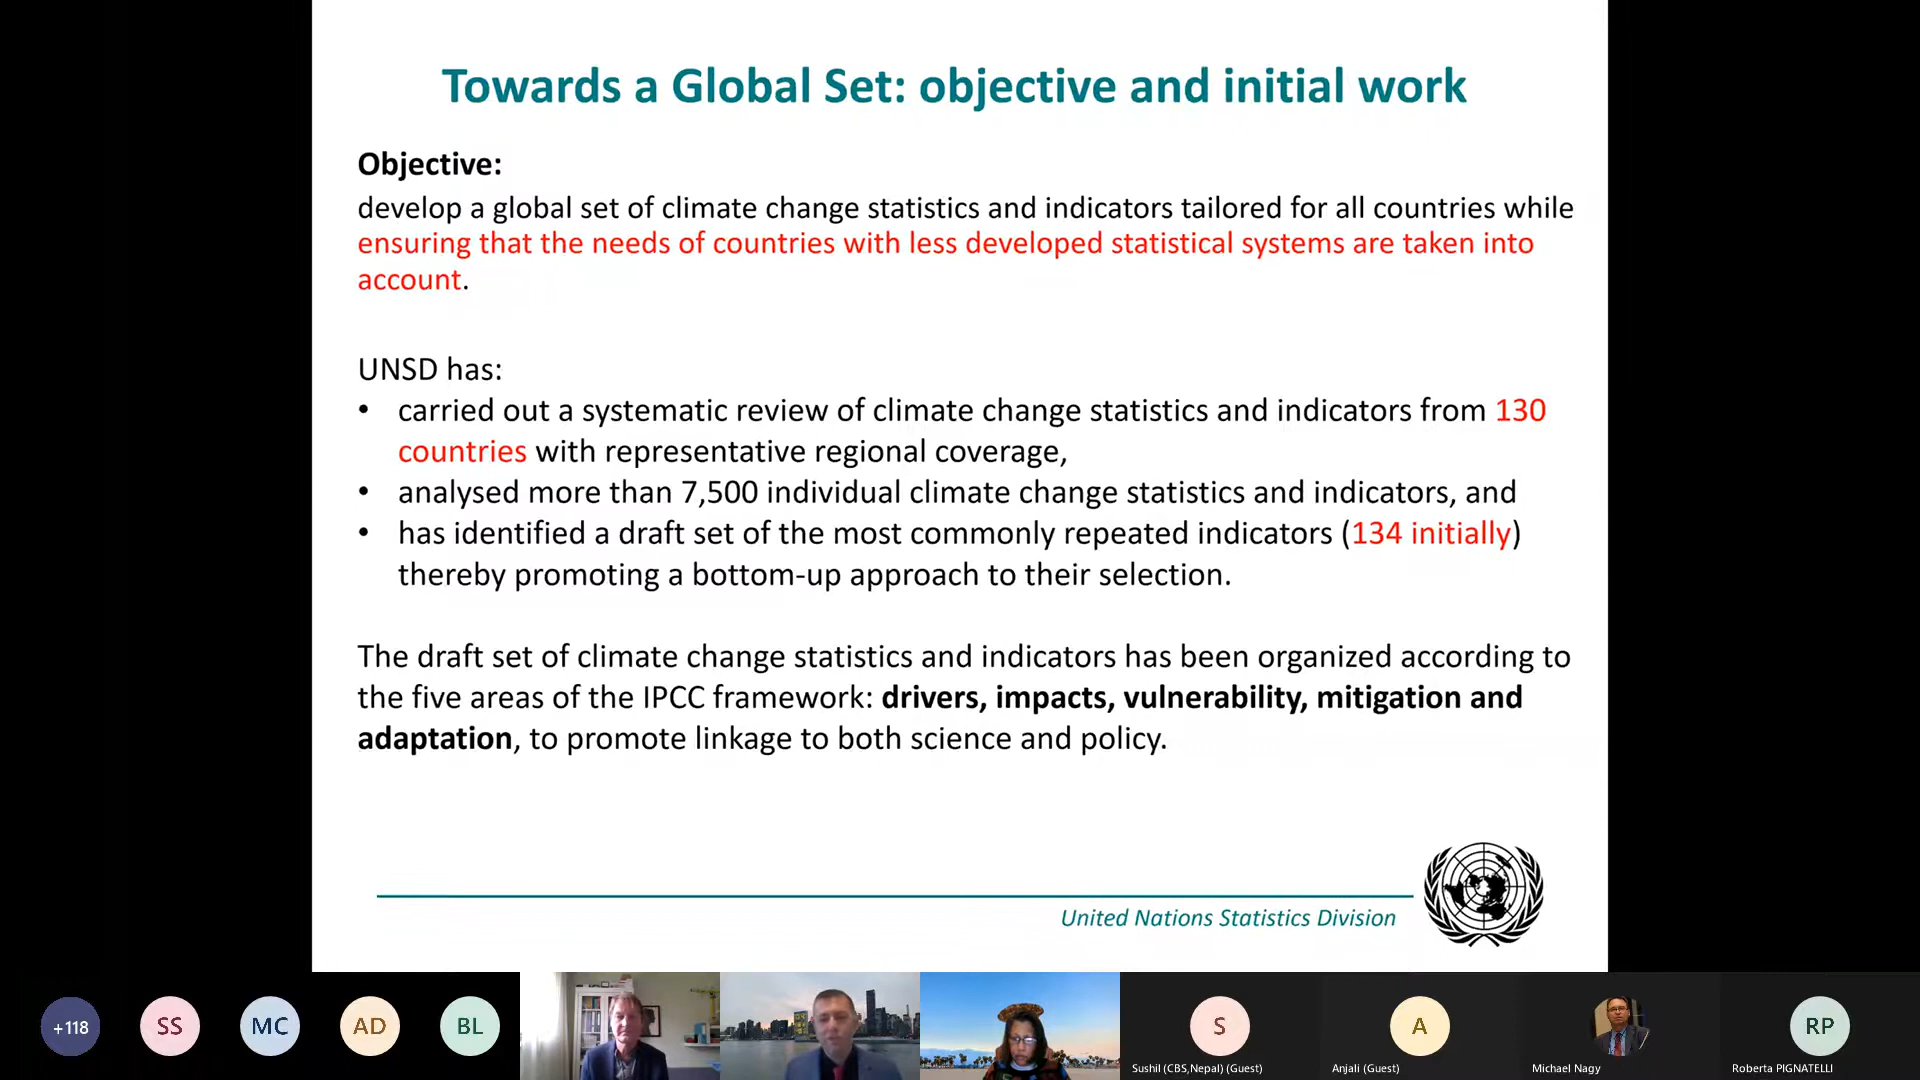 Towards a Global Set: objective and initial work
Objective:
develop a global set of climate change statistics and indicators tailored for all countries while
ensuring that the needs of countries with less developed statistical systems are taken into
account.
UNSD has:
• carried out a systematic review of climate change statistics and indicators from 130
countries with representative regional coverage,
• analysed more than 7,500 individual climate change statistics and indicators, and
• has identified a draft set of the most commonly repeated indicators (134 initially)
thereby promoting a bottom-up approach to their selection.
The draft set of climate change statistics and indicators has been organized according to
the five areas of the IPCC framework: drivers, impacts, vulnerability, mitigation and
adaptation, to promote linkage to both science and policy.
United Nations Statistics Division
+118
SS
MC
AD
BL
S
A
RP
Sushil (CBS,Nepal) (Guest)
Anjali (Guest)
Michael Nagy
Roberta PIGNATELLI